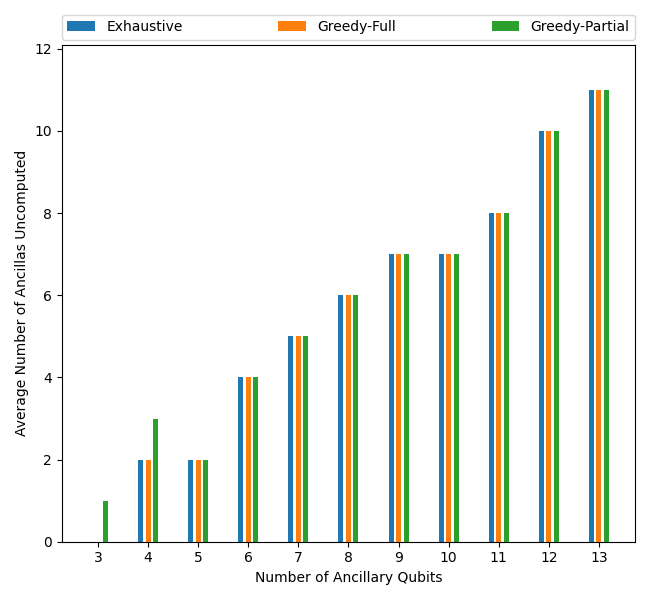 Exhaustive Greedy-Full Greedy-Partial
12
10
8
6
4
2
0
Average Number of Ancillas Uncomputed
3 4 5 6 7 8 9 10 11 12 13
Number of Ancillary Qubits